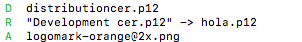 D distributioncer.p12
R "Development cer.p12" -> hola.p12
A logomark-orange@2x.png